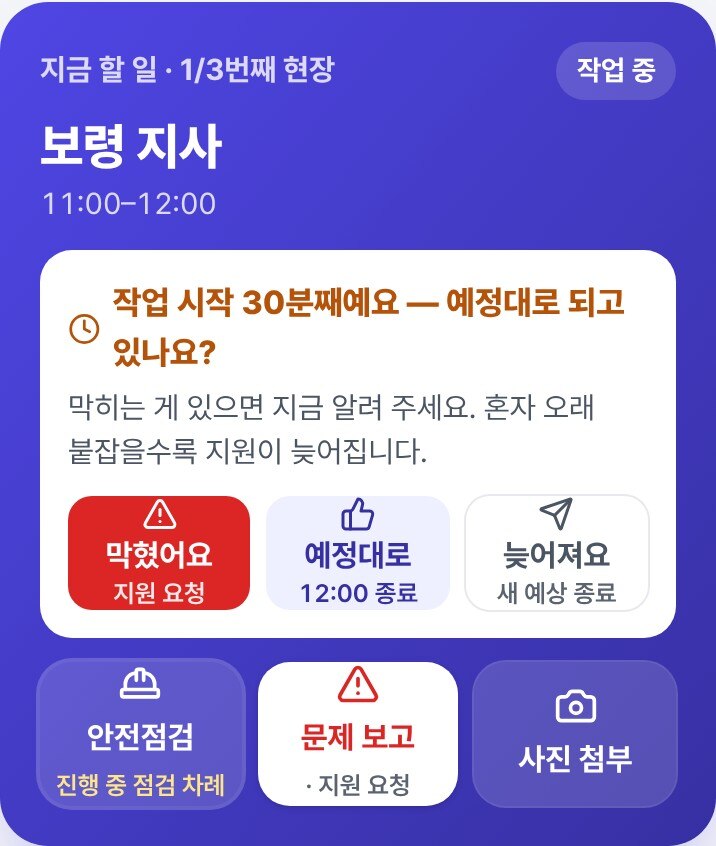 지금 할 일 · 1/3번째 현장
작업 중
보령 지사
11:00–12:00
작업 시작 30분째예요 — 예정대로 되고
있나요?
막히는 게 있으면 지금 알려 주세요. 혼자 오래
붙잡을수록 지원이 늦어집니다.
막혔어요
지원 요청
예정대로
12:00 종료
늦어져요
새 예상 종료
안전점검
진행 중 점검 차례
문제 보고
· 지원 요청
사진 첨부